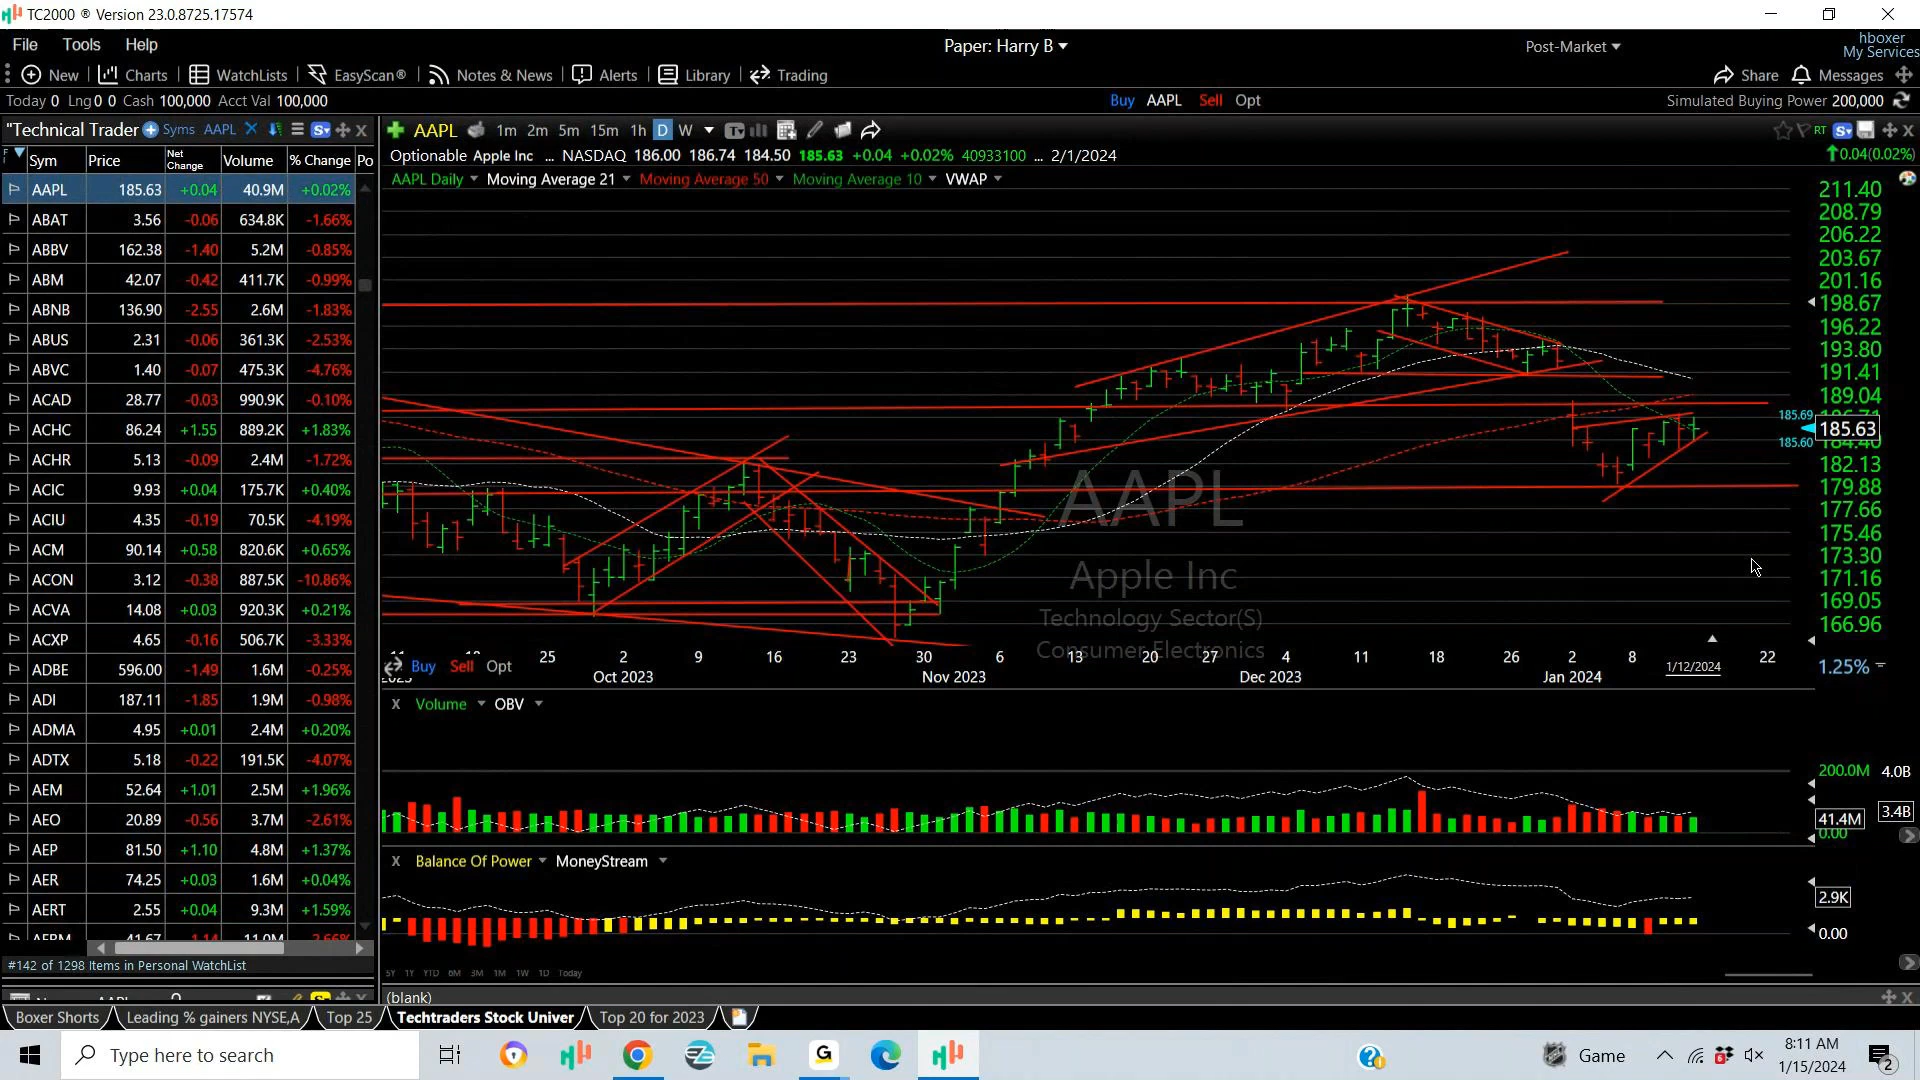 TC2000 ® Version 23.0.8725.17574
File Tools Help Paper: Harry B Post-Market hboxer
My Services
New Charts WatchLists EasyScan® Notes & News Alerts Library Trading Share Messages
Today 0 Lng 0 0 Cash 100,000 Acct Val 100,000 Buy AAPL Sell Opt Simulated Buying Power 200,000
"Technical Trader Syms AAPL AAPL 1m 2m 5m 15m 1h D W RT
Optionable Apple Inc ... NASDAQ 186.00 186.74 184.50 185.63 +0.04 +0.02% 40933100 ... 2/1/2024 0.04(0.02%)
AAPL Daily Moving Average 21 Moving Average 50 Moving Average 10 VWAP
Sym Price Net Change Volume % Change Po
AAPL 185.63 +0.04 40.9M +0.02%
ABAT 3.56 -0.06 634.8K -1.66%
ABBV 162.38 -1.40 5.2M -0.85%
ABM 42.07 -0.42 411.7K -0.99%
ABNB 136.90 -2.55 2.6M -1.83%
ABUS 2.31 -0.06 361.3K -2.53%
ABVC 1.40 -0.07 475.3K -4.76%
ACAD 28.77 -0.03 990.9K -0.10%
ACHC 86.24 +1.55 889.2K +1.83%
ACHR 5.13 -0.09 2.4M -1.72%
ACIC 9.93 +0.04 175.7K +0.40%
ACIU 4.35 -0.19 70.5K -4.19%
ACM 90.14 +0.58 820.6K +0.65%
ACON 3.12 -0.38 887.5K -10.86%
ACVA 14.08 +0.03 920.3K +0.21%
ACXP 4.65 -0.16 506.7K -3.33%
ADBE 596.00 -1.49 1.6M -0.25%
ADI 187.11 -1.85 1.9M -0.98%
ADMA 4.95 +0.01 2.4M +0.20%
ADTX 5.18 -0.22 191.5K -4.07%
AEM 52.64 +1.01 2.5M +1.96%
AEO 20.89 -0.56 3.7M -2.61%
AEP 81.50 +1.10 4.8M +1.37%
AER 74.25 +0.03 1.6M +0.04%
AERT 2.55 +0.04 9.3M +1.59%
#142 of 1298 Items in Personal WatchList
211.40
208.79
206.22
203.67
201.16
198.67
196.22
193.80
191.41
189.04
185.69
185.63
185.60
182.13
179.88
177.66
175.46
173.30
171.16
169.05
166.96
AAPL
Apple Inc
Technology Sector(S)
Consumer Electronics
25 2 9 16 23 30 6 13 20 27 4 11 18 26 2 8 1/12/2024 22
Oct 2023 Nov 2023 Dec 2023 Jan 2024
Buy Sell Opt 1.25%
Volume OBV
200.0M 4.0B
41.4M 3.4B
0.00
Balance Of Power MoneyStream
2.9K
0.00
5Y 1Y YTD 6M 3M 1M 1W 1D Today
(blank)
Boxer Shorts Leading % gainers NYSE,A Top 25 Techtraders Stock Univer Top 20 for 2023
Type here to search Game 8:11 AM
1/15/2024 2